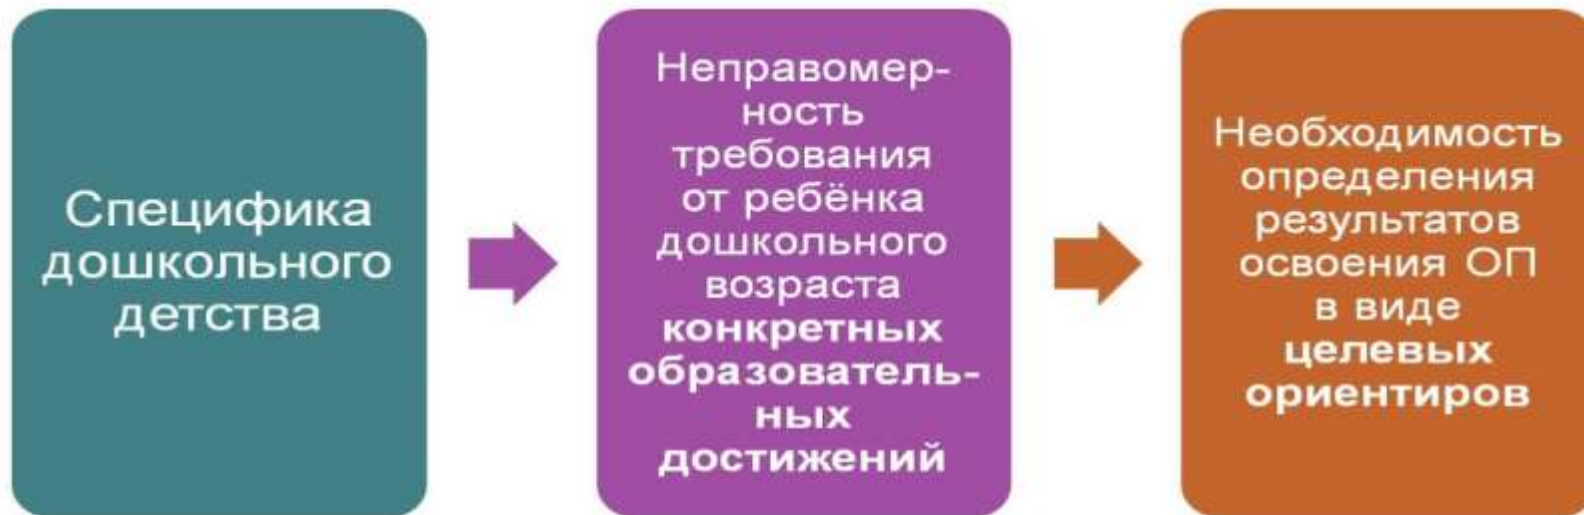 Специфика
дошкольного
детства
Неправомер-
ность
требования
от ребёнка
дошкольного
возраста
конкретных
образователь-
ных
достижений
Необходимость
определения
результатов
освоения ОП
в виде
целевых
ориентиров